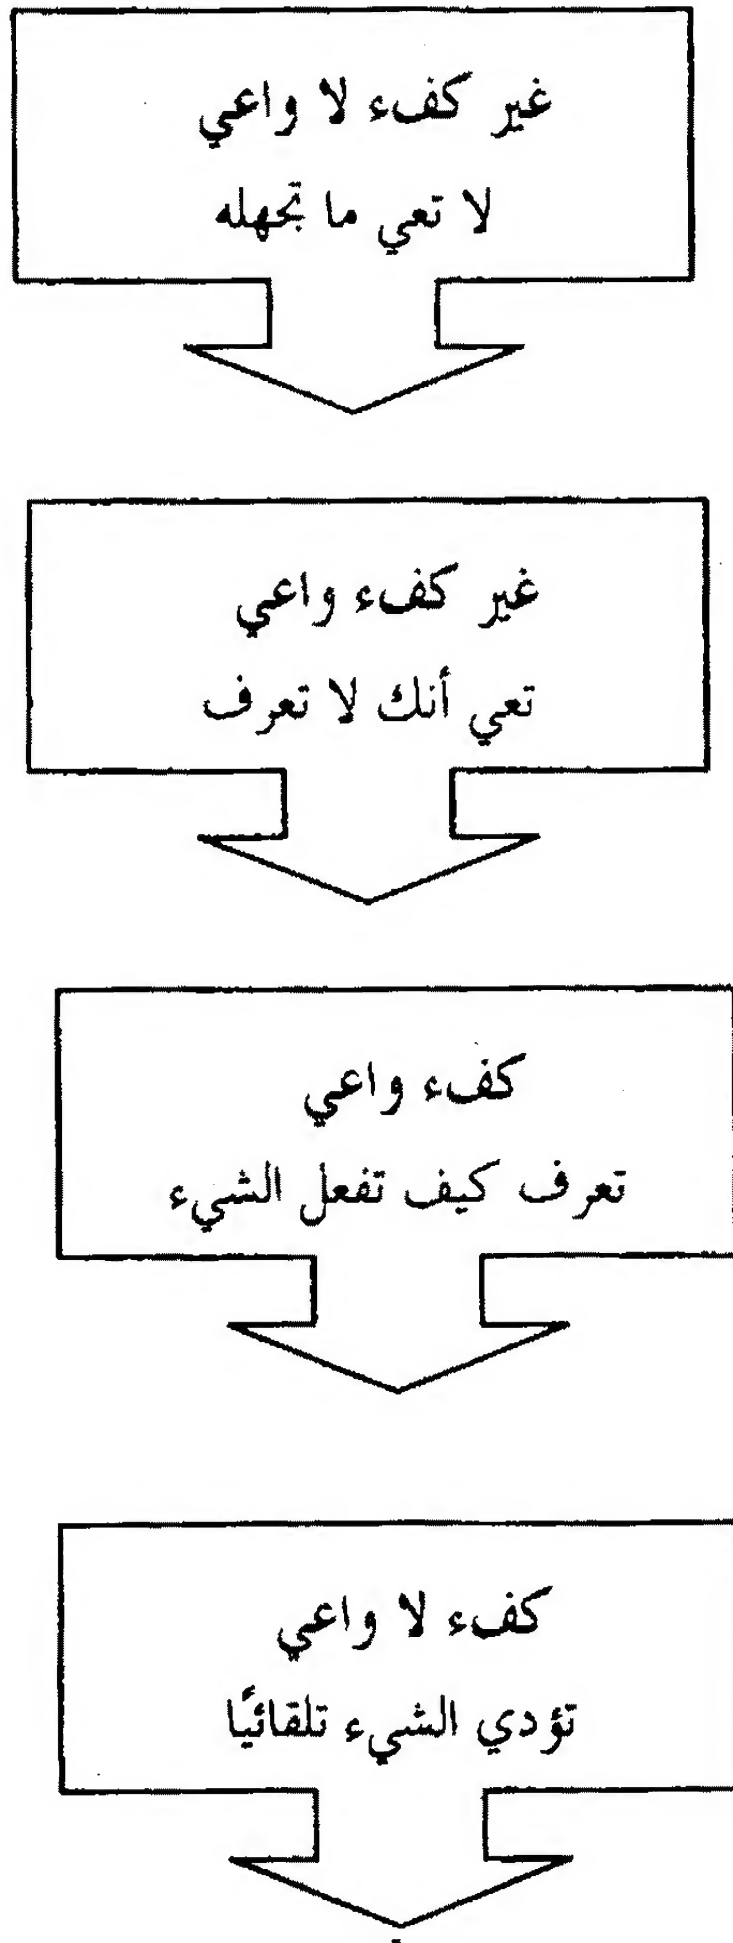 غير كفء لا واعي
لا تعي ما تجهله
غير كفء واعي
تعي أنك لا تعرف
كفء واعي
تعرف كيف تفعل الشيء
كفء لا واعي
تؤدي الشيء تلقائيًا